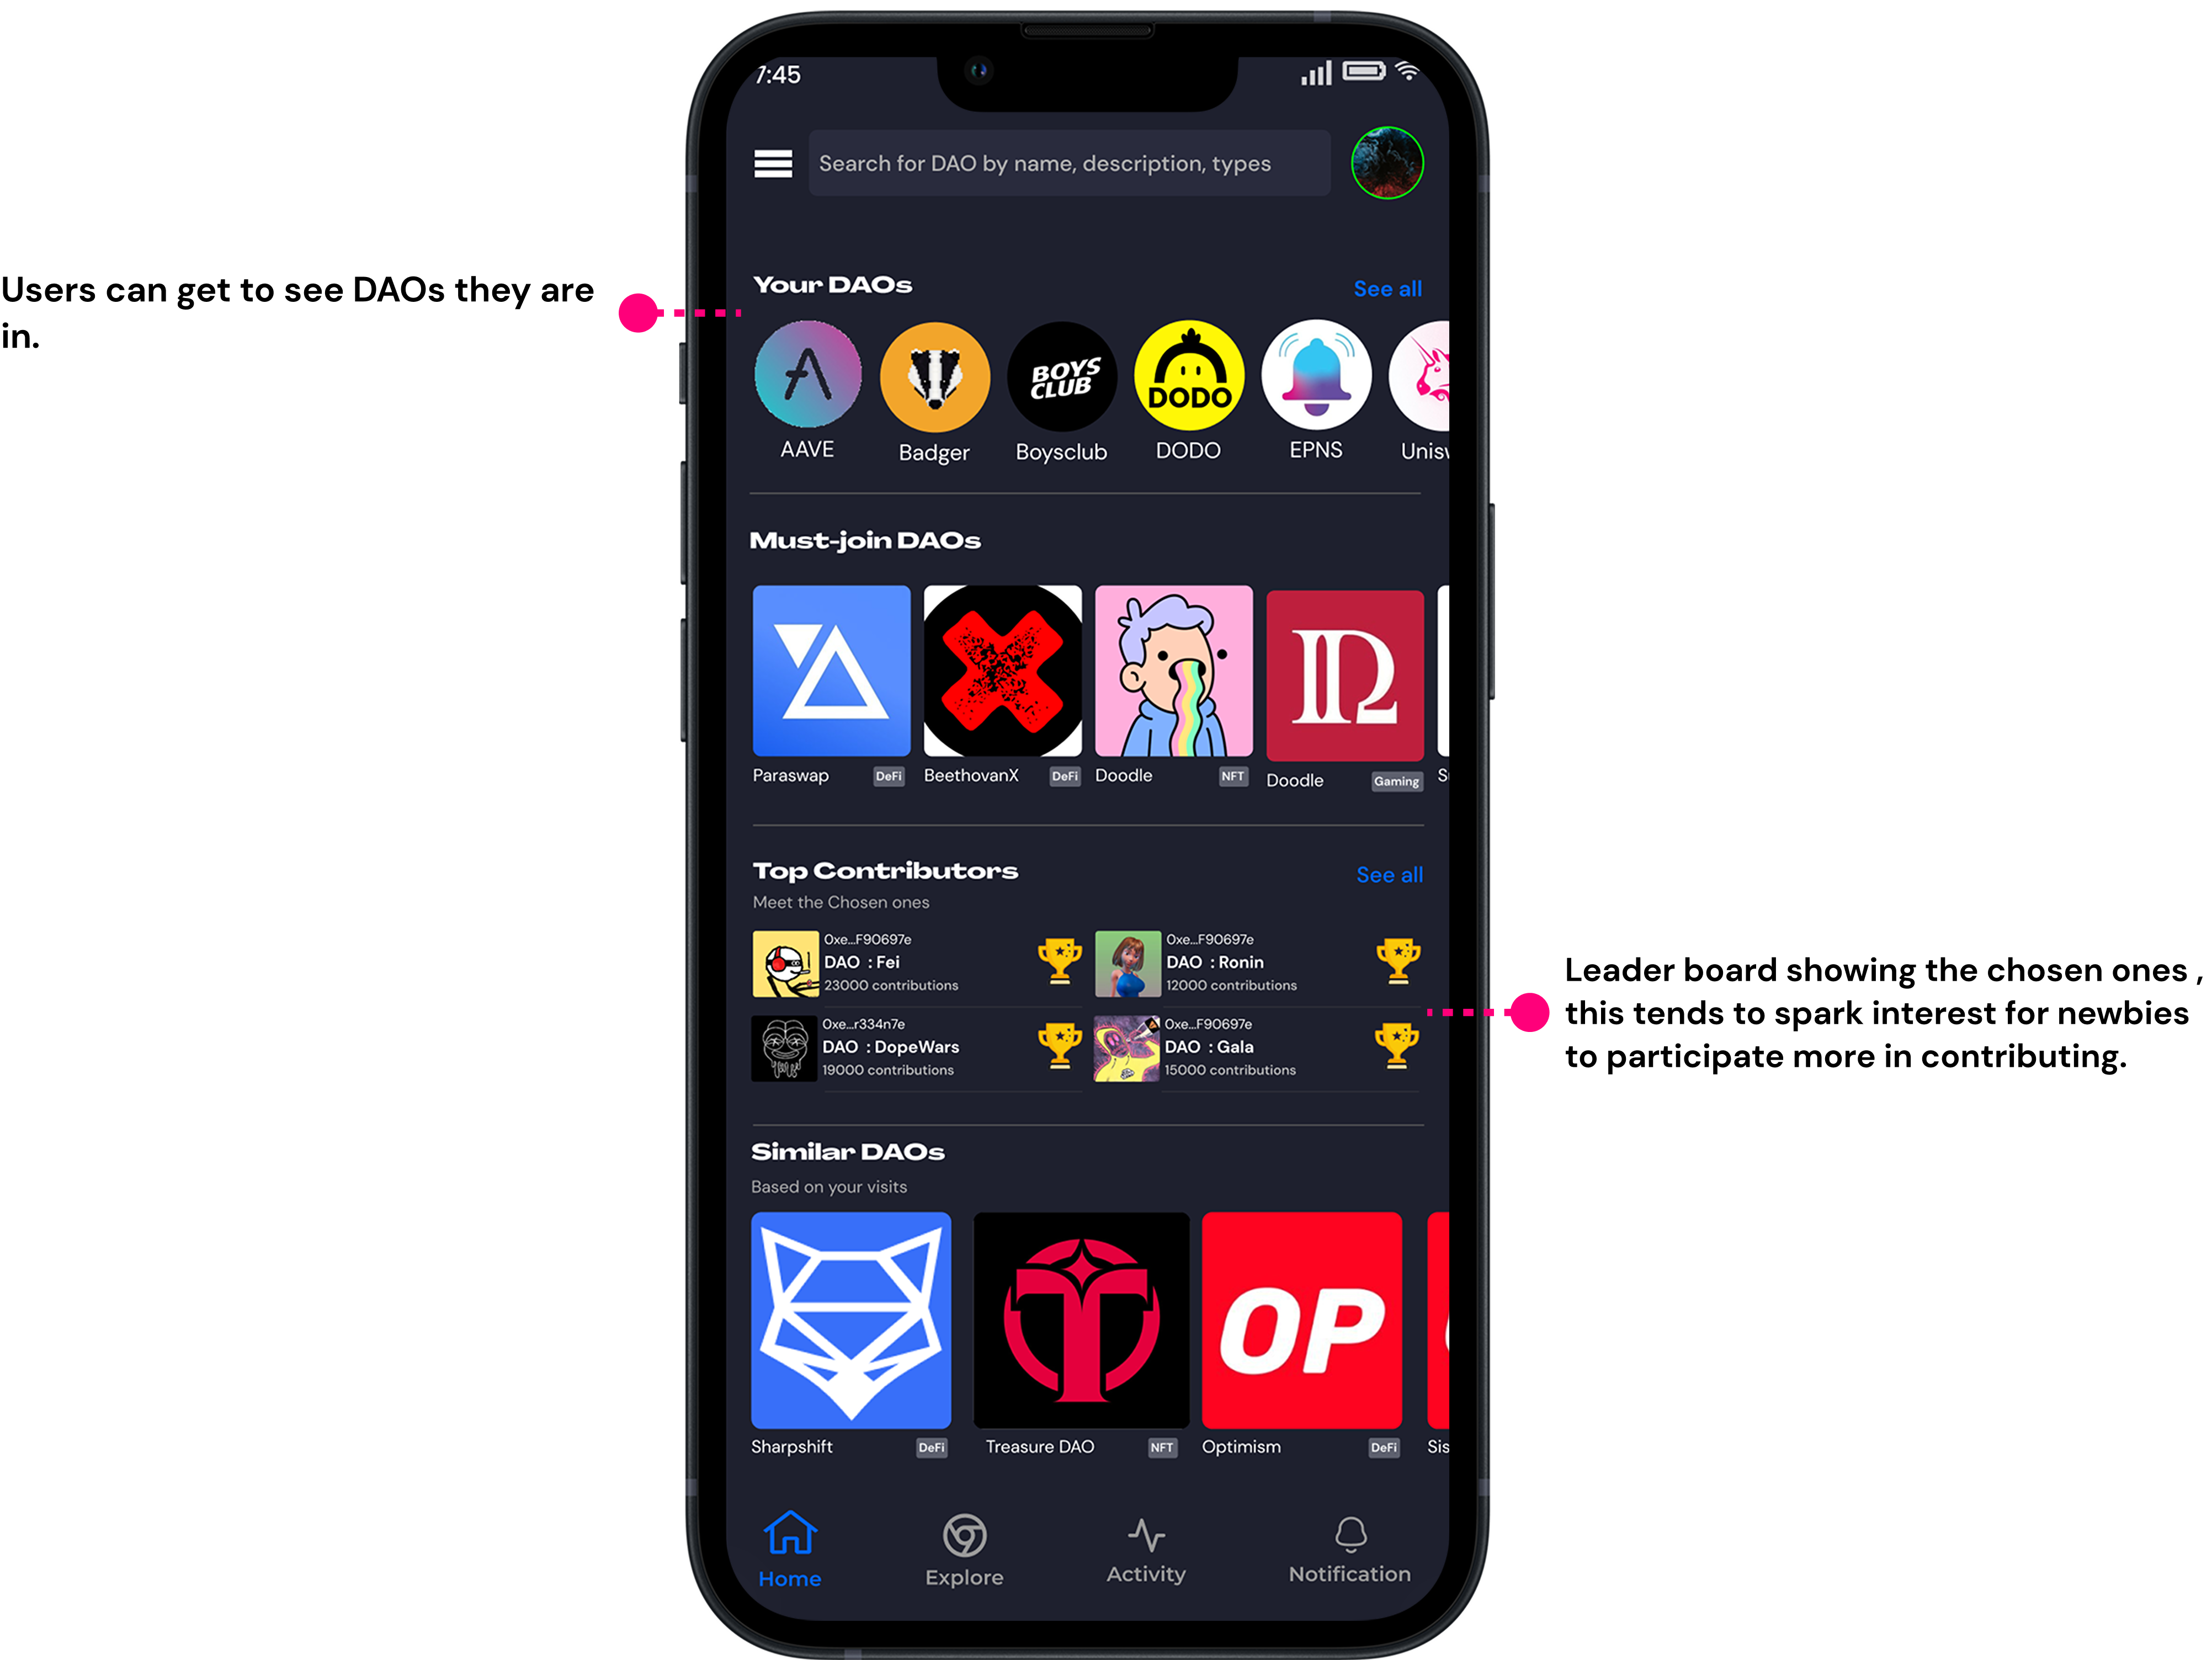 7:45
Search for DAO by name, description, types
Users can get to see DAOs they are
in.
Your DAOs
See all
BOYS
CLUB
DODO
AAVE
Badger
Boysclub
DODO
EPNS
Unisw
Must-join DAOs
Paraswap
DeFi
BeethovanX
DeFi
Doodle
NFT
Doodle
Gaming
S
Top Contributors
See all
Meet the Chosen ones
0xe...F90697e
DAO : Fei
23000 contributions
0xe...F90697e
DAO : Ronin
12000 contributions
0xe...r334n7e
DAO : DopeWars
19000 contributions
0xe...F90697e
DAO : Gala
15000 contributions
Leader board showing the chosen ones ,
this tends to spark interest for newbies
to participate more in contributing.
Similar DAOs
Based on your visits
OP
Sharpshift
DeFi
Treasure DAO
NFT
Optimism
DeFi
Sis
Home
Explore
Activity
Notification